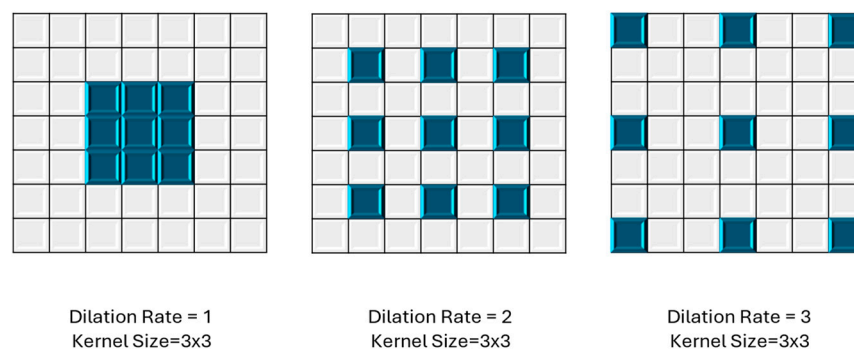 Dilation Rate = 1
Kernel Size=3x3
Dilation Rate = 2
Kernel Size=3x3
Dilation Rate = 3
Kernel Size=3x3